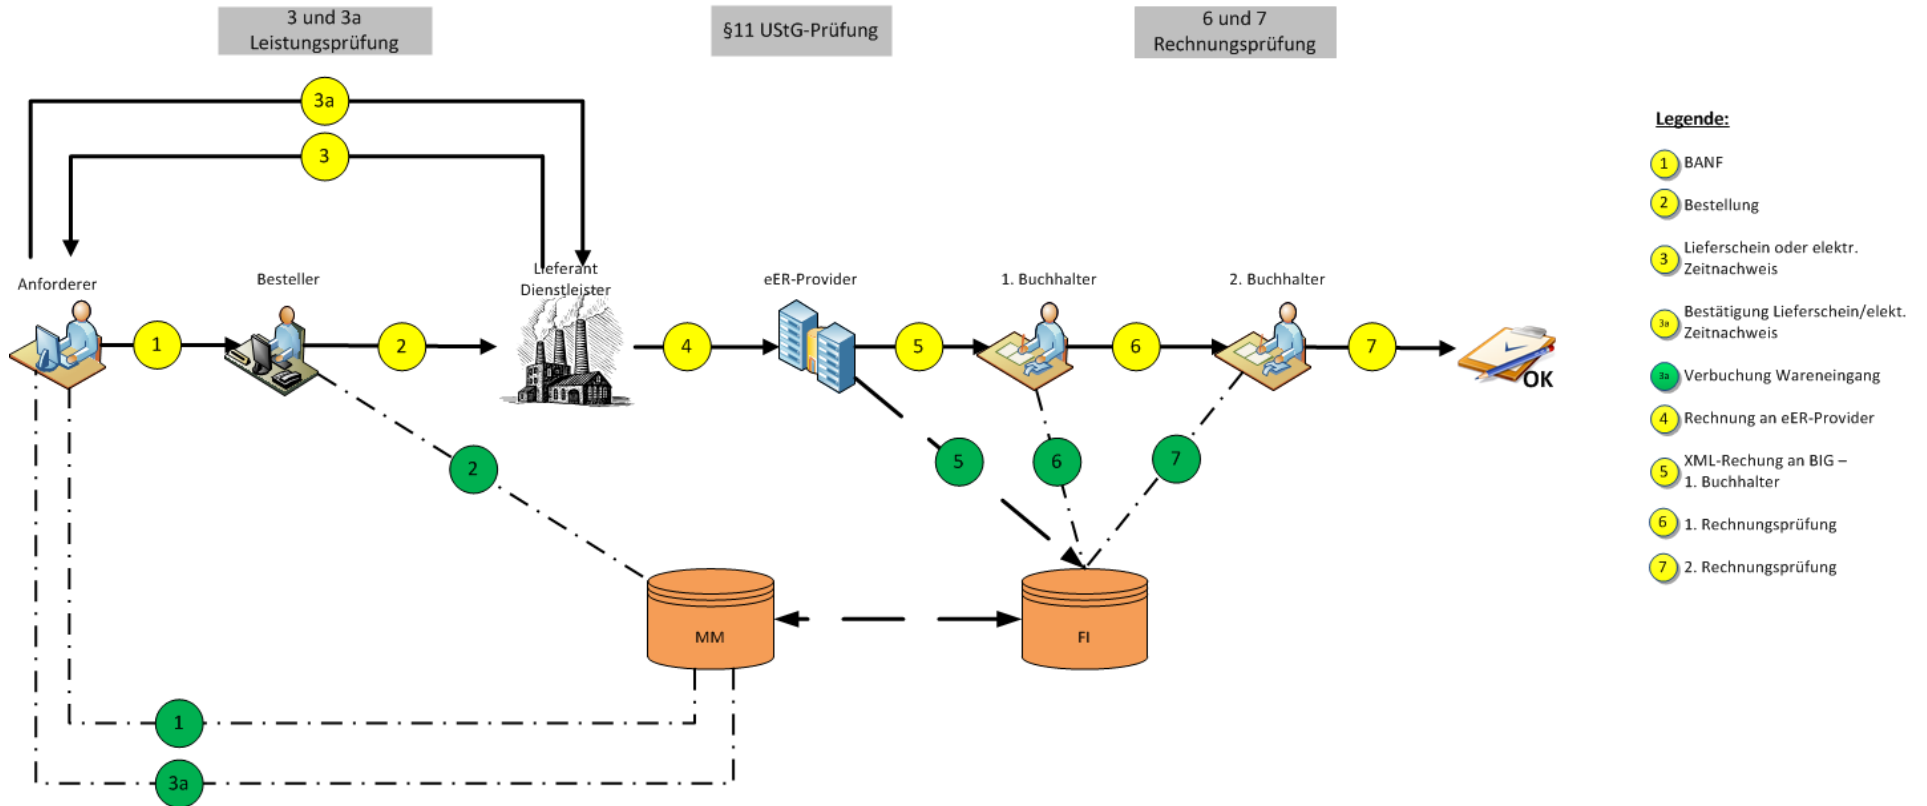 3 und 3a
Leistungsprüfung
§11 UStG-Prüfung
6 und 7
Rechnungsprüfung
3a
3
Anforderer
Besteller
Lieferant
Dienstleister
eER-Provider
1. Buchhalter
2. Buchhalter
1
2
4
5
6
7
OK
2
5
6
7
MM
FI
1
3a
Legende:
1 BANF
2 Bestellung
3 Lieferschein oder elektr.
Zeitnachweis
3a Bestätigung Lieferschein/elekt.
Zeitnachweis
3a Verbuchung Wareneingang
4 Rechnung an eER-Provider
5 XML-Rechung an BIG –
1. Buchhalter
6 1. Rechnungsprüfung
7 2. Rechnungsprüfung